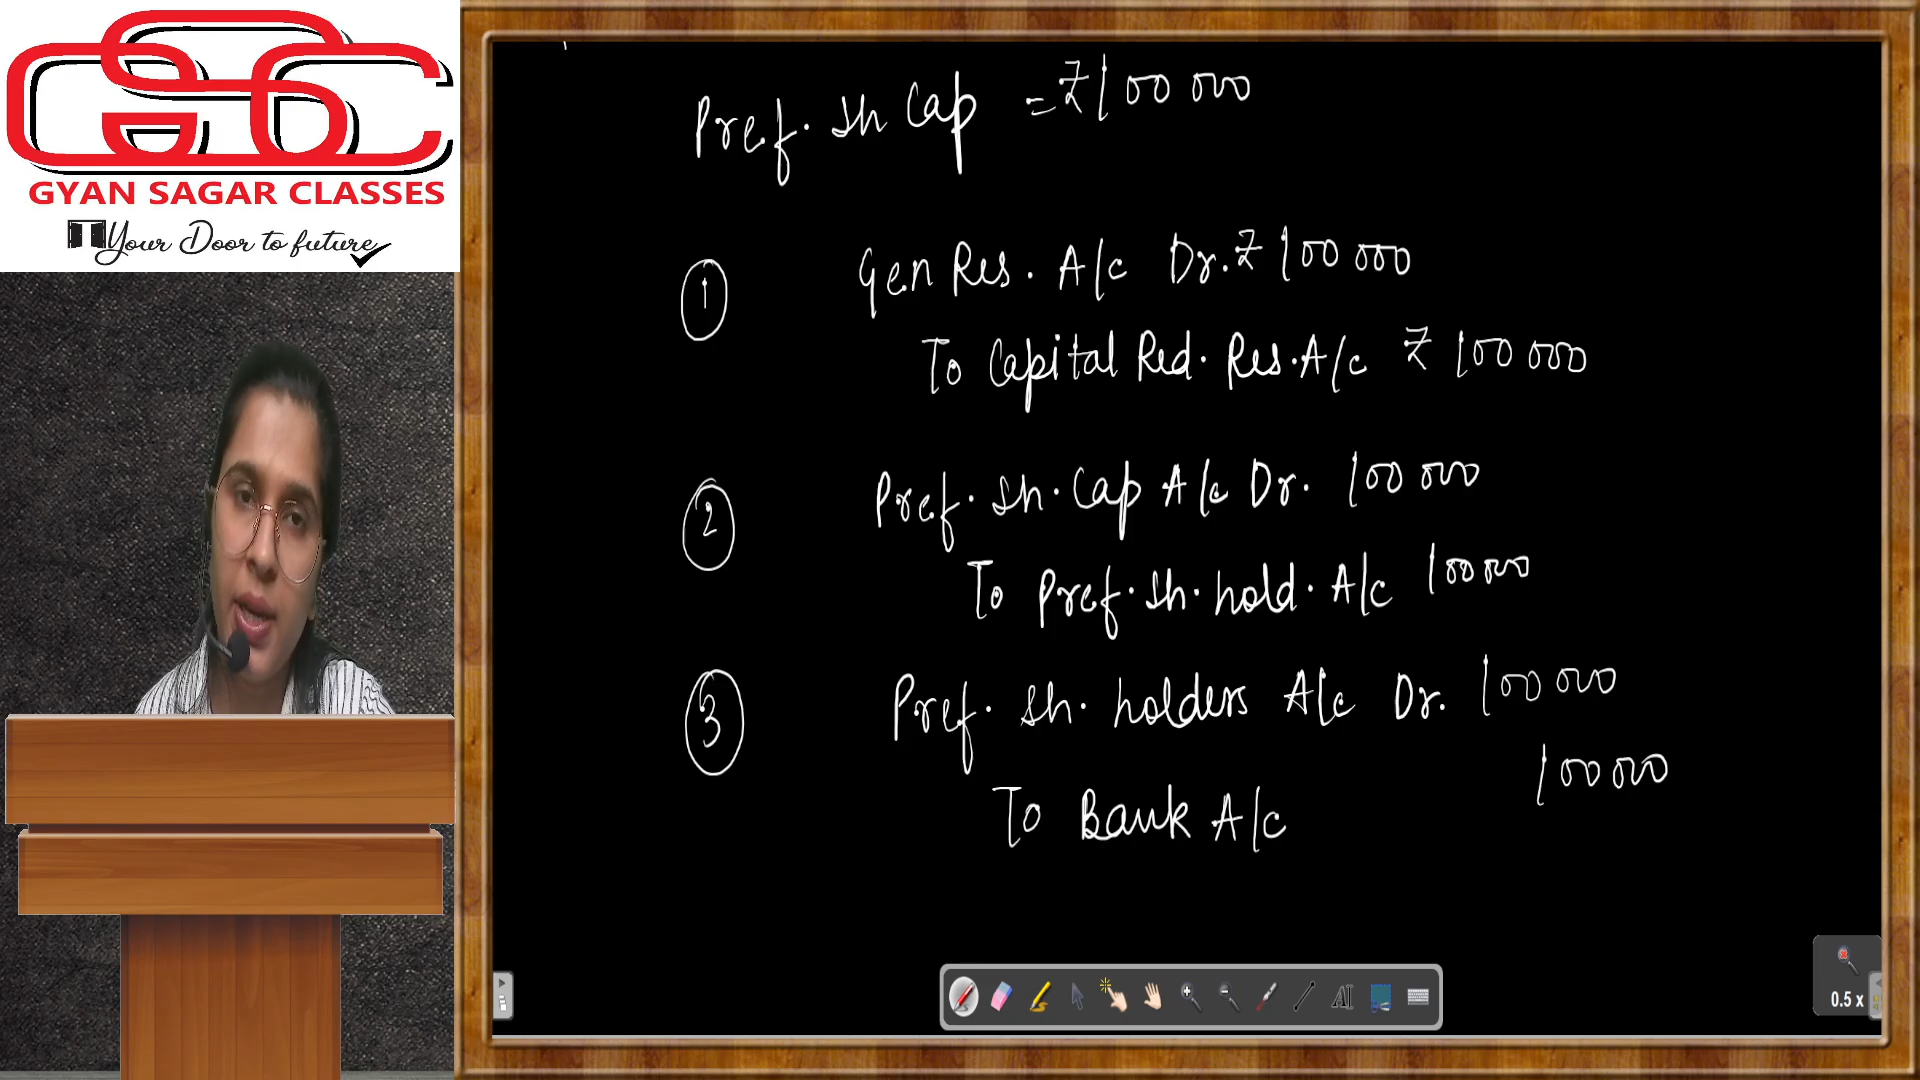 GSC
GYAN SAGAR CLASSES
Your Door to future
Pref. Sh Cap = ₹ 100 000
1 Gen Res. A/c Dr. ₹ 100 000
To Capital Red. Res. A/c ₹ 100 000
2 Pref. Sh. Cap A/c Dr. 100 000
To Pref. Sh. hold. A/c 100 000
3 Pref. Sh. holders A/c Dr. 100 000
To Bank A/c 100 000
AI
0.5 x